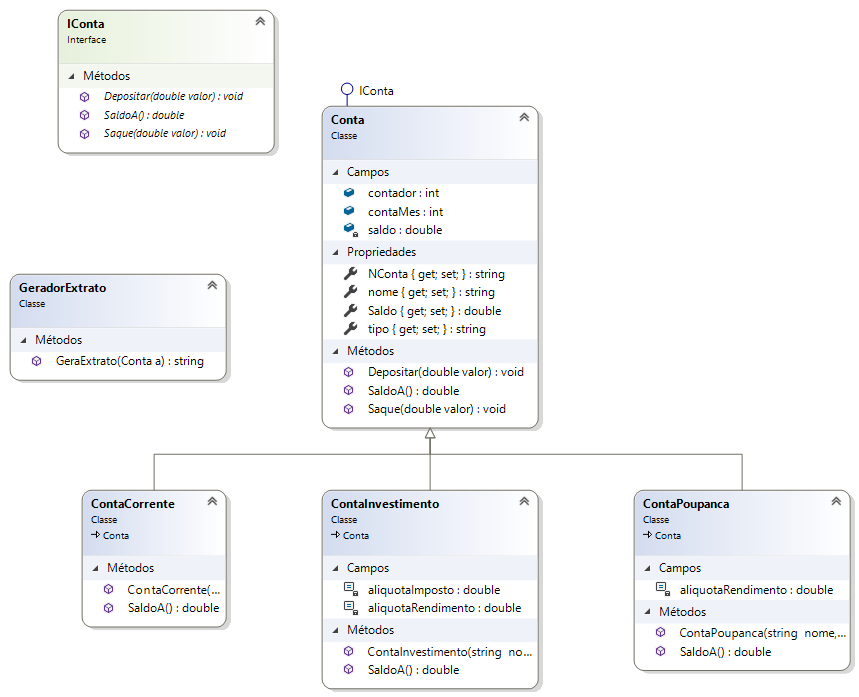 IConta
Interface
Métodos
Depositar(double valor) : void
SaldoA() : double
Saque(double valor) : void
IConta
Conta
Classe
Campos
contador : int
contaMes : int
saldo : double
Propriedades
NConta { get; set; } : string
nome { get; set; } : string
Saldo { get; set; } : double
tipo { get; set; } : string
Métodos
Depositar(double valor) : void
SaldoA() : double
Saque(double valor) : void
GeradorExtrato
Classe
Métodos
GeraExtrato(Conta a) : string
ContaCorrente
Classe
Conta
Métodos
ContaCorrente(...
SaldoA() : double
ContaInvestimento
Classe
Conta
Campos
aliquotaImposto : double
aliquotaRendimento : double
Métodos
ContaInvestimento(string no...
SaldoA() : double
ContaPoupanca
Classe
Conta
Campos
aliquotaRendimento : double
Métodos
ContaPoupanca(string nome,...
SaldoA() : double